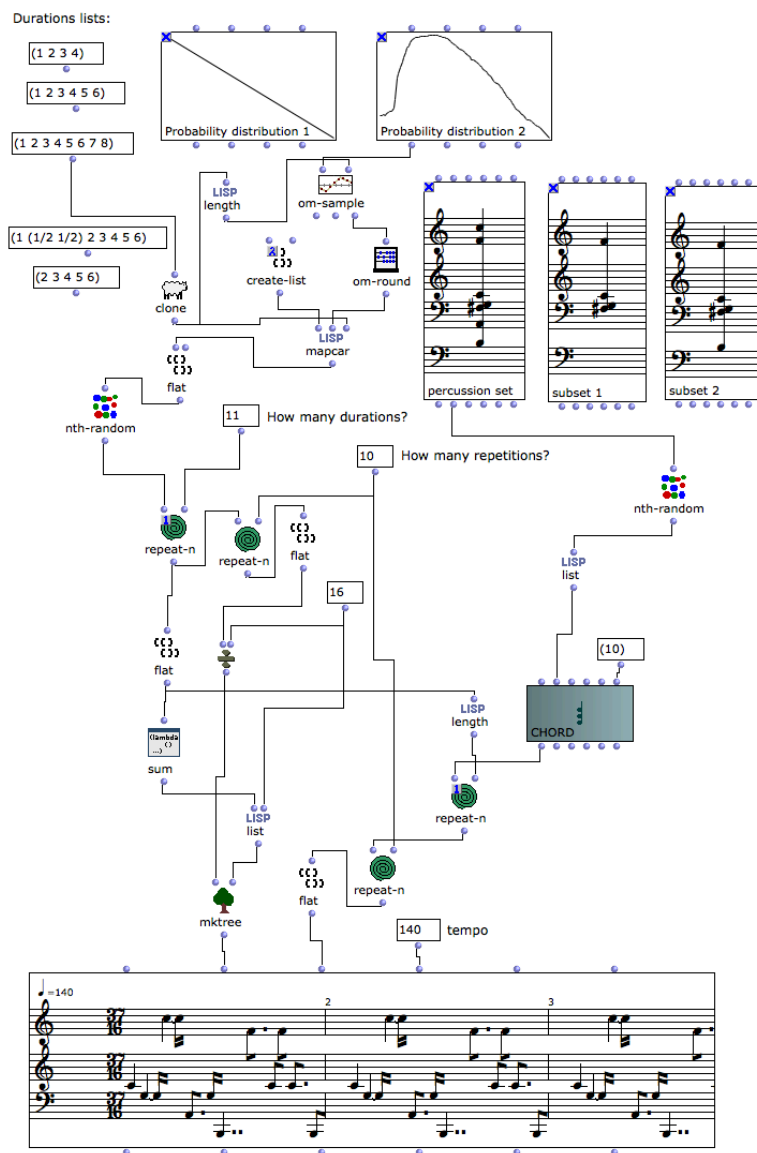 Durations lists:
(1 2 3 4)
(1 2 3 4 5 6)
(1 2 3 4 5 6 7 8)
(1 (1/2 1/2) 2 3 4 5 6)
(2 3 4 5 6)
Probability distribution 1
Probability distribution 2
LISP
length
om-sample
2
create-list
om-round
clone
LISP
mapcar
flat
nth-random
percussion set
subset 1
subset 2
11
How many durations?
10
How many repetitions?
nth-random
1
repeat-n
repeat-n
flat
LISP
list
16
flat
(10)
(lambda
()
...)
sum
LISP
length
CHORD
1
repeat-n
LISP
list
flat
repeat-n
mktree
140
tempo
=140
2
3
37
16
37
16
37
16